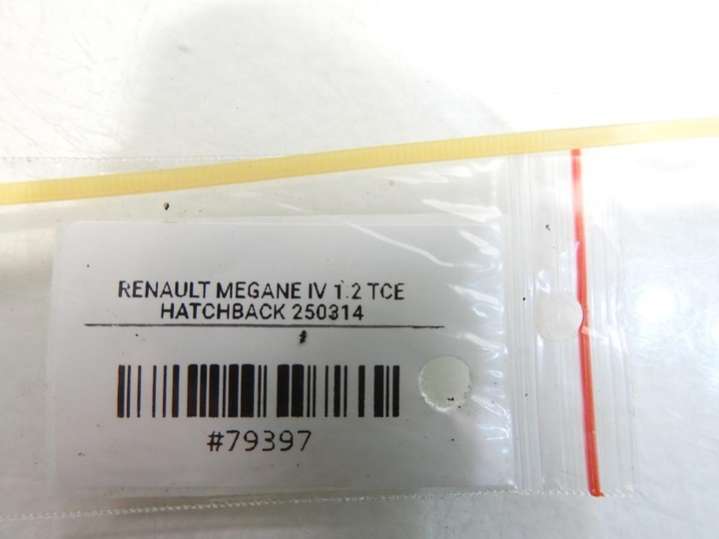 RENAULT MEGANE IV 1.2 TCE
HATCHBACK 250314
#79397